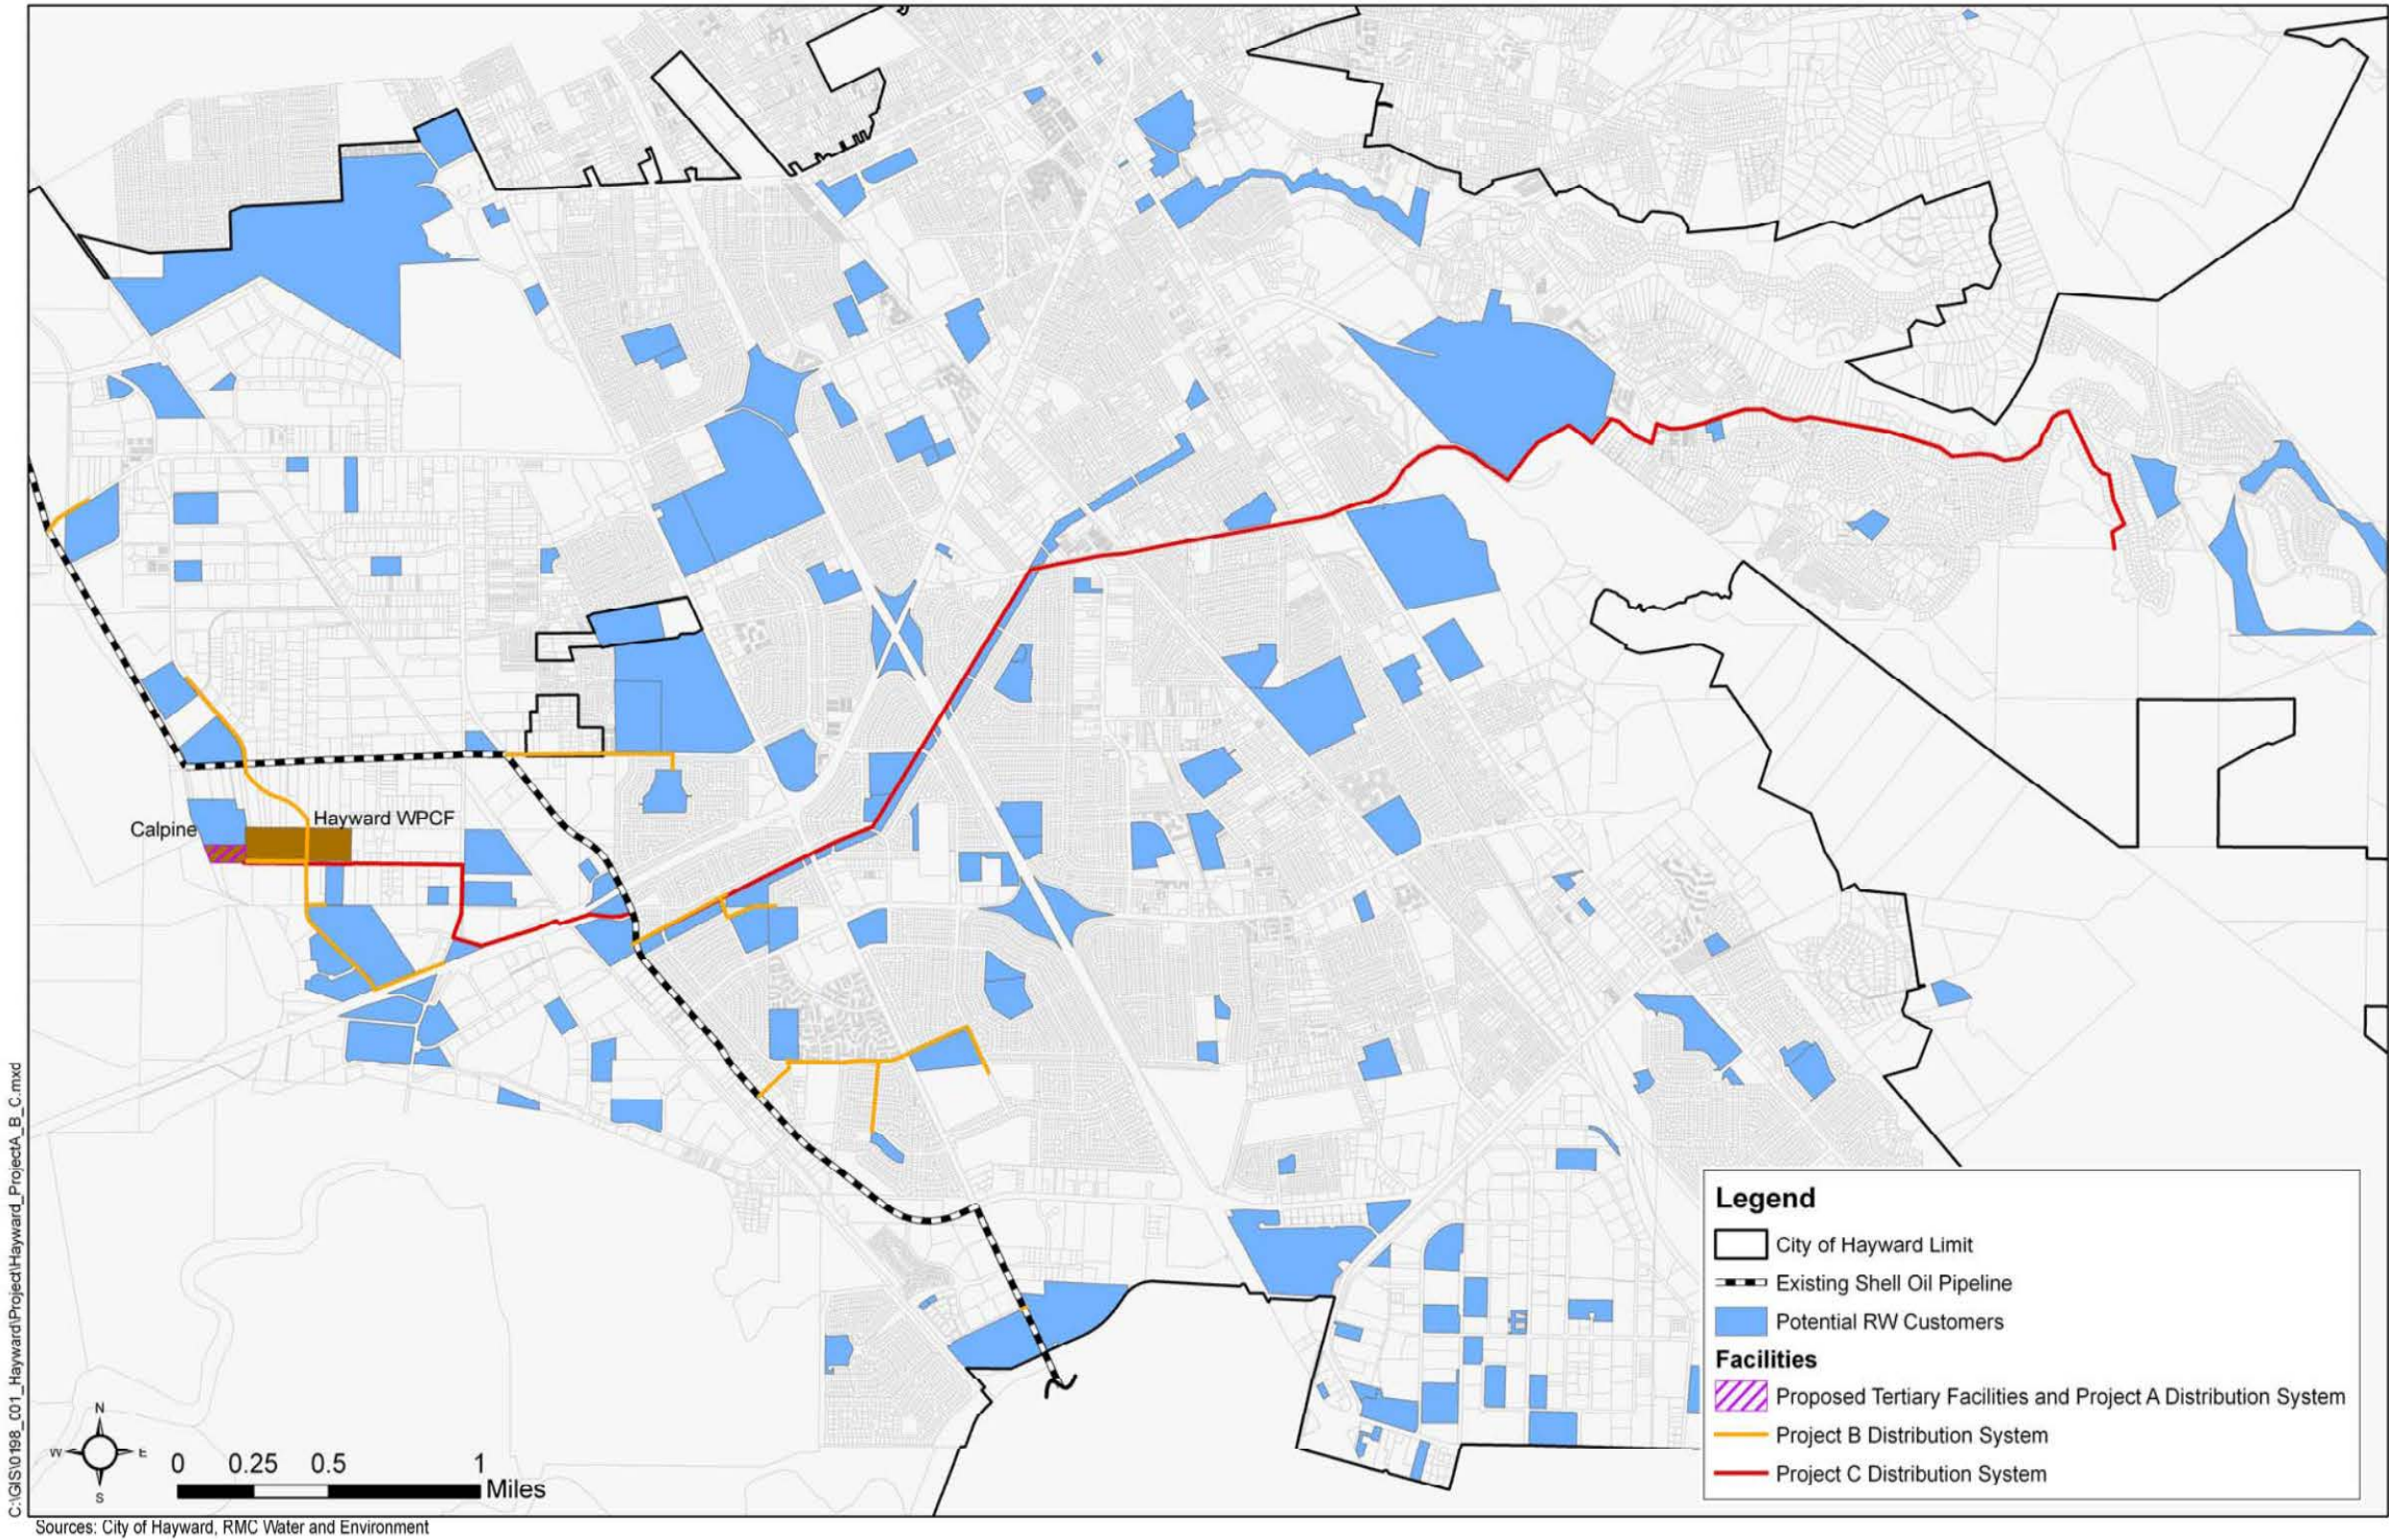 Hayward WPCF
Calpine
Legend
City of Hayward Limit
Existing Shell Oil Pipeline
Potential RW Customers
Facilities
Proposed Tertiary Facilities and Project A Distribution System
Project B Distribution System
Project C Distribution System
N
W
E
S
0 0.25 0.5 1
Miles
C:\GIS\0198_001_Hayward\Project\Hayward_ProjectA_B_C.mxd
Sources: City of Hayward, RMC Water and Environment